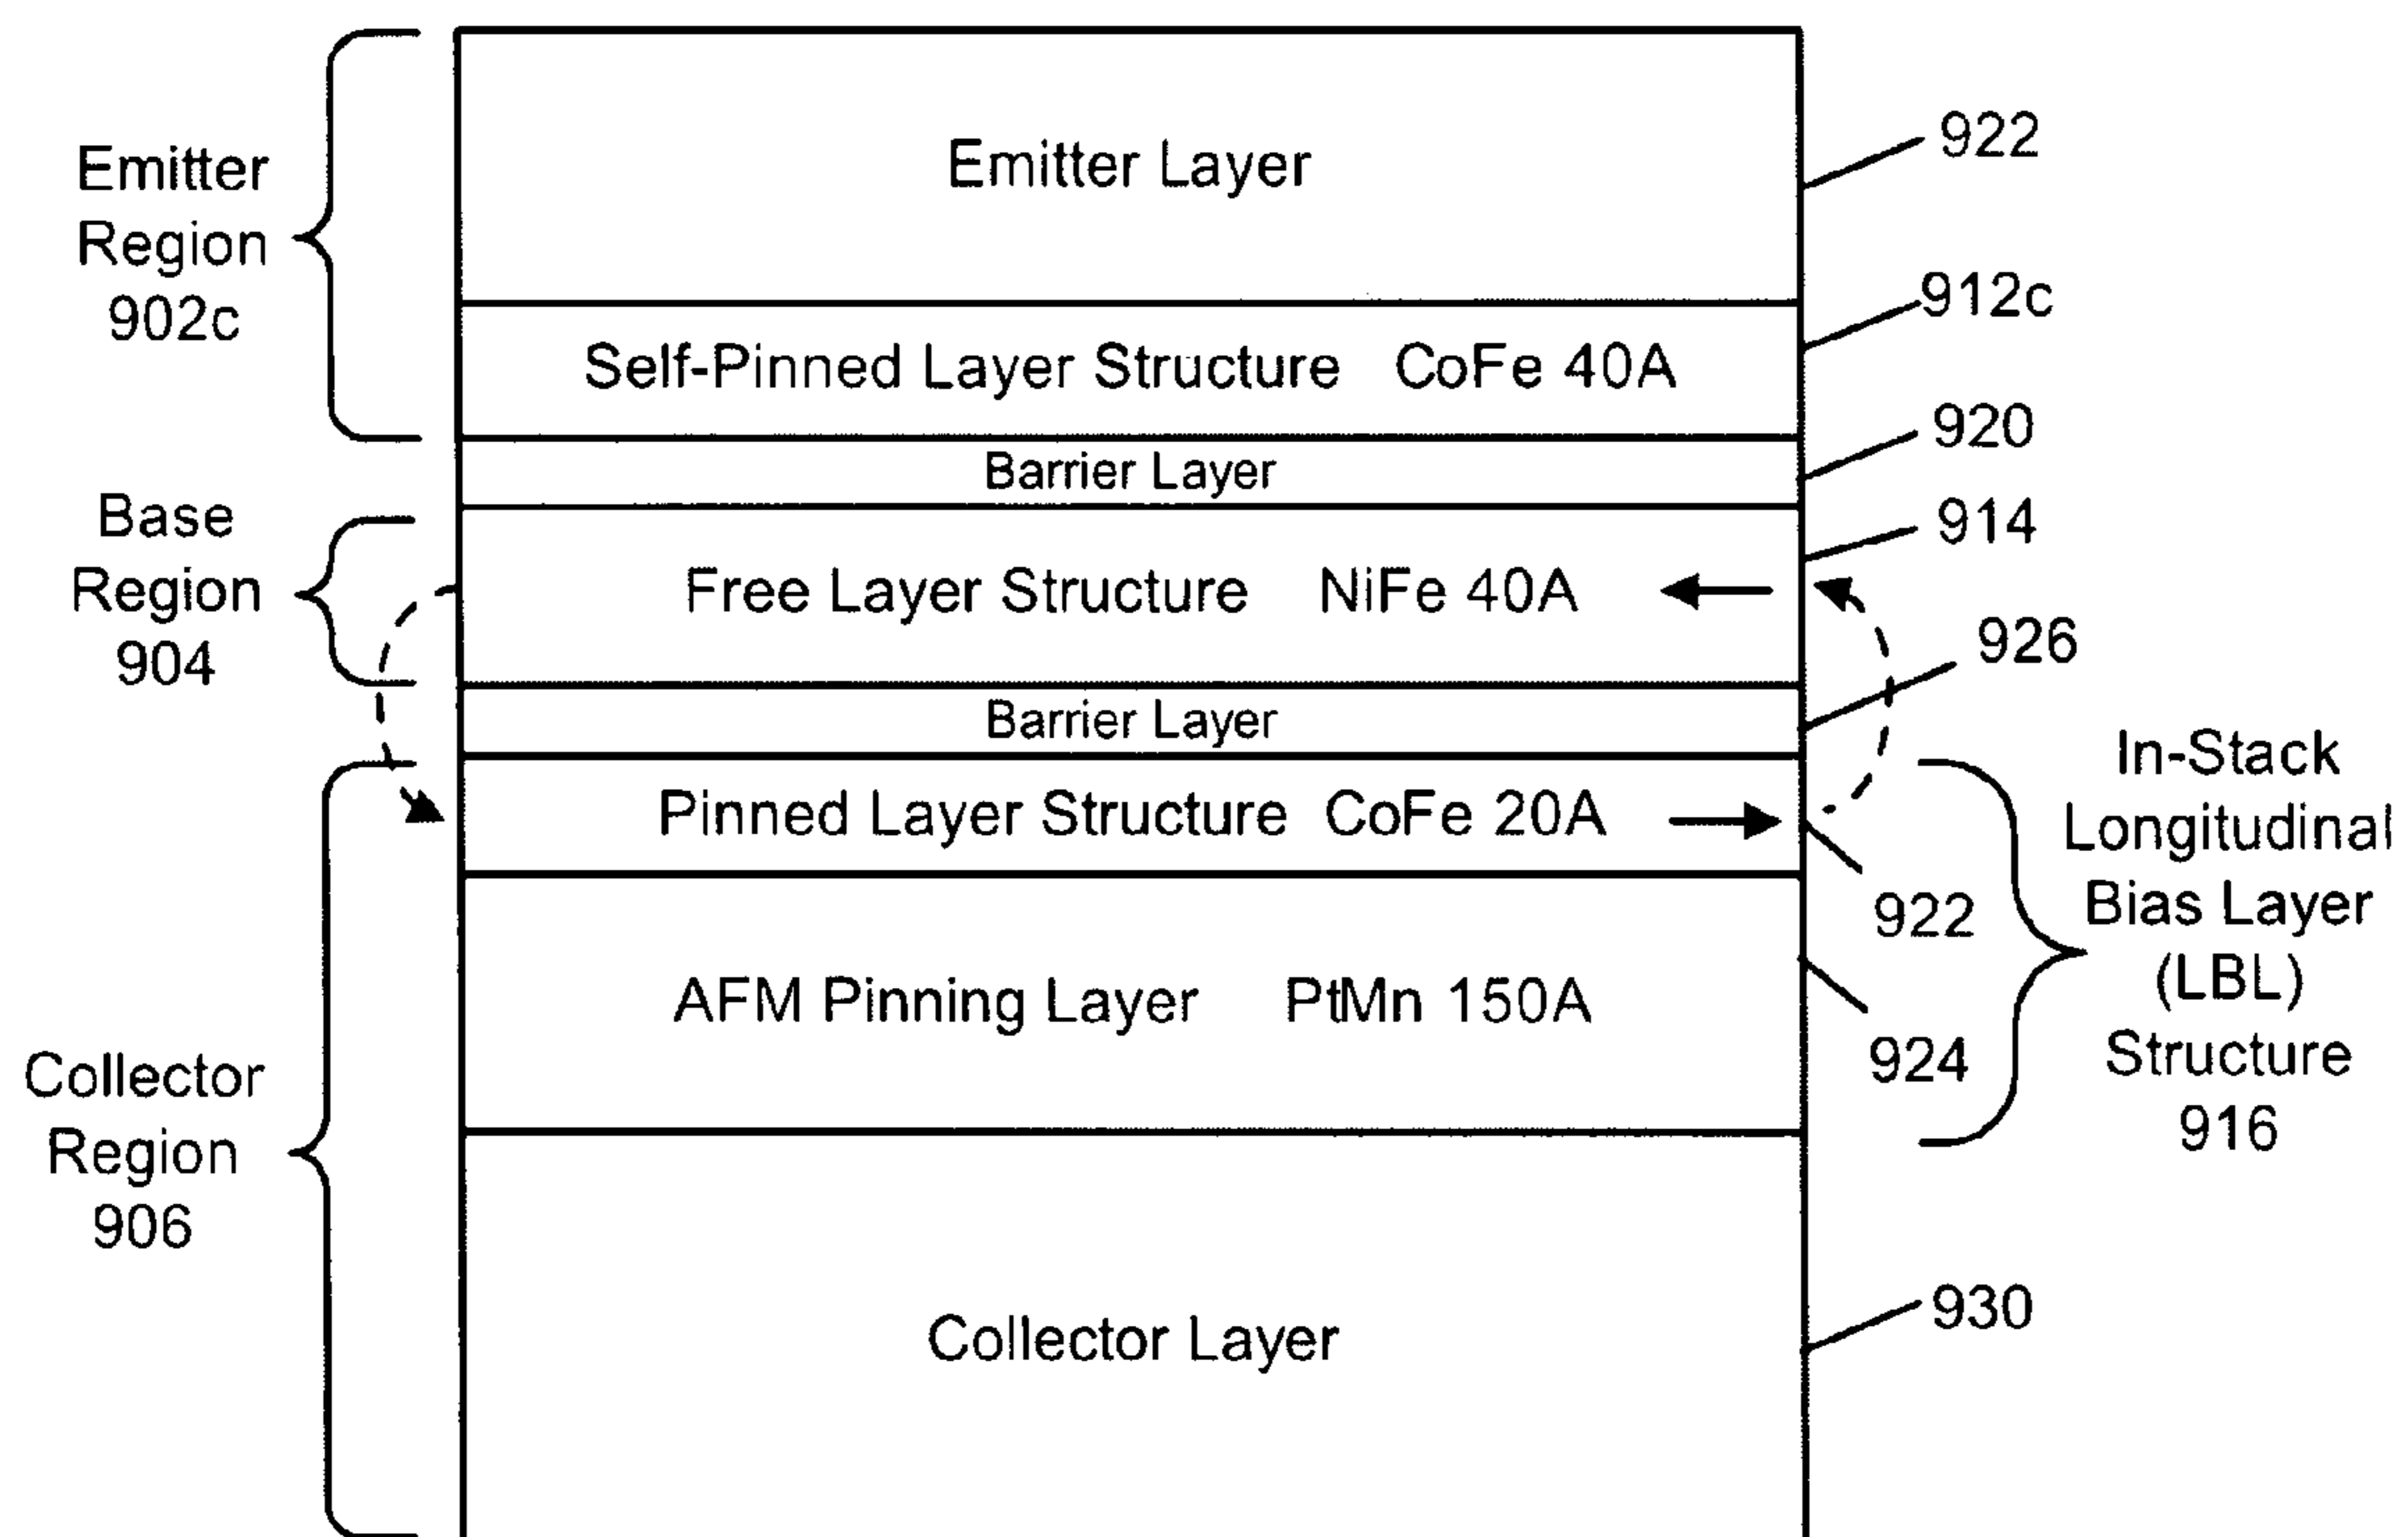 Emitter
Region
902c
Base
Region
904
Collector
Region
906
Emitter Layer
Self-Pinned Layer Structure CoFe 40A
Barrier Layer
Free Layer Structure NiFe 40A
Barrier Layer
Pinned Layer Structure CoFe 20A
AFM Pinning Layer PtMn 150A
Collector Layer
922
912c
920
914
926
922
924
930
In-Stack
Longitudinal
Bias Layer
(LBL)
Structure
916